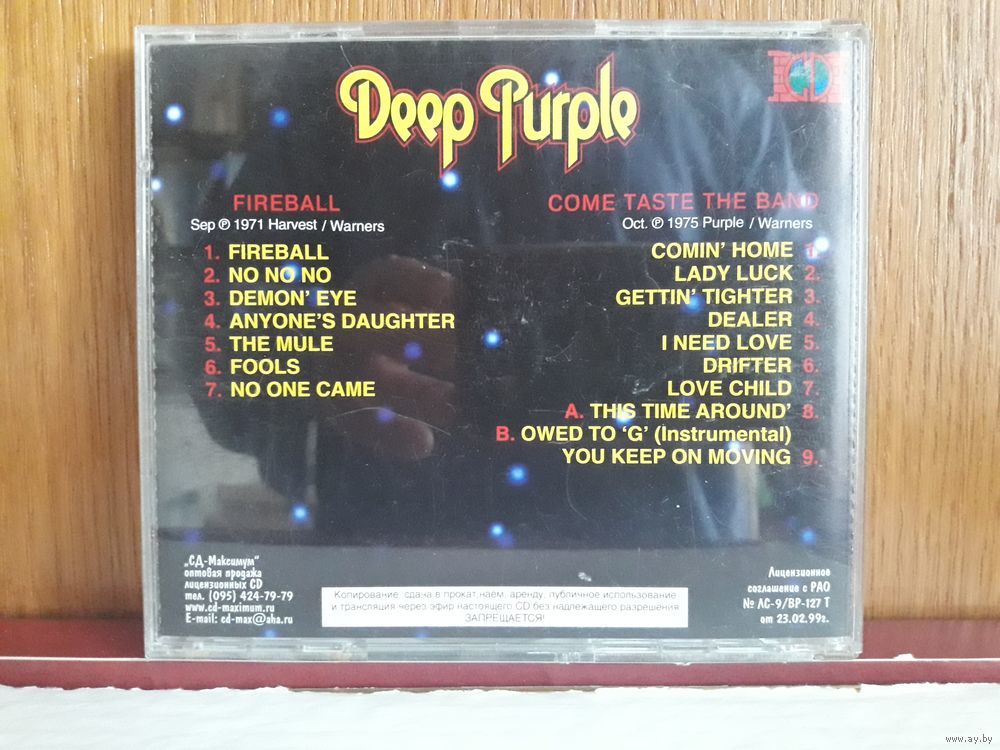 Deep Purple
FIREBALL
Sep ℗ 1971 Harvest / Warners
1. FIREBALL
2. NO NO NO
3. DEMON' EYE
4. ANYONE'S DAUGHTER
5. THE MULE
6. FOOLS
7. NO ONE CAME
COME TASTE THE BAND
Oct. ℗ 1975 Purple / Warners
COMIN' HOME 1.
LADY LUCK 2.
GETTIN' TIGHTER 3.
DEALER 4.
I NEED LOVE 5.
DRIFTER 6.
LOVE CHILD 7.
A. THIS TIME AROUND' 8.
B. OWED TO 'G' (Instrumental)
YOU KEEP ON MOVING 9.
„СД-Максимум"
оптовая продажа
лицензионных CD
тел. (095) 424-79-79
www.cd-maximum.ru
E-mail: cd-max@aha.ru
Копирование, сдача в прокат, наём, аренду, публичное использование
и трансляция через эфир настоящего CD без надлежащего разрешения
ЗАПРЕЩАЕТСЯ!
Лицензионное
соглашение с РАО
№ ЛС-9/ВР-127 Т
от 23.02.99г.
www.ay.by